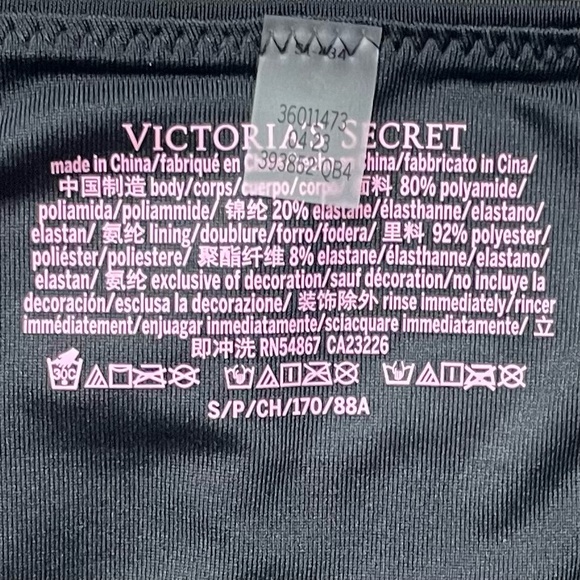 36011473
04 23
393862 QB4
VICTORIA'S SECRET
made in China/fabriqué en China/fabbricato in Cina/
中国制造 body/corps/cuerpo/corpo/ 面料 80% polyamide/
poliamida/poliammide/ 锦纶 20% elastane/élasthanne/elastano/
elastan/ 氨纶 lining/doublure/forro/fodera/ 里料 92% polyester/
poliéster/poliestere/ 聚酯纤维 8% elastane/élasthanne/elastano/
elastan/ 氨纶 exclusive of decoration/sauf décoration/no incluye la
decoración/esclusa la decorazione/ 装饰除外 rinse immediately/rincer
immédiatement/enjuagar inmediatamente/sciacquare immediatamente/ 立
即冲洗 RN54867 CA23226
30C
S/P/CH/170/88A